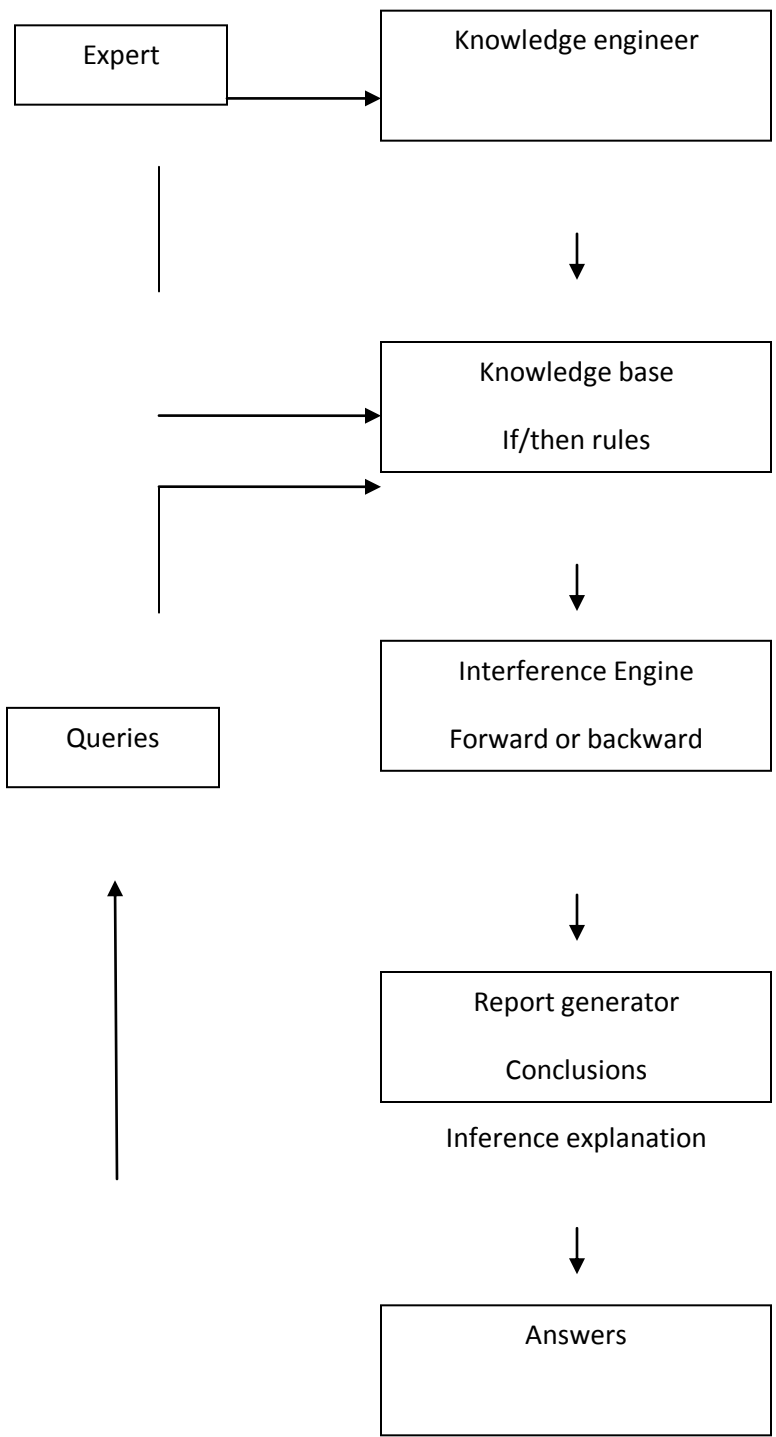 Expert
Knowledge engineer
Knowledge base
If/then rules
Interference Engine
Forward or backward
Queries
Report generator
Conclusions
Inference explanation
Answers